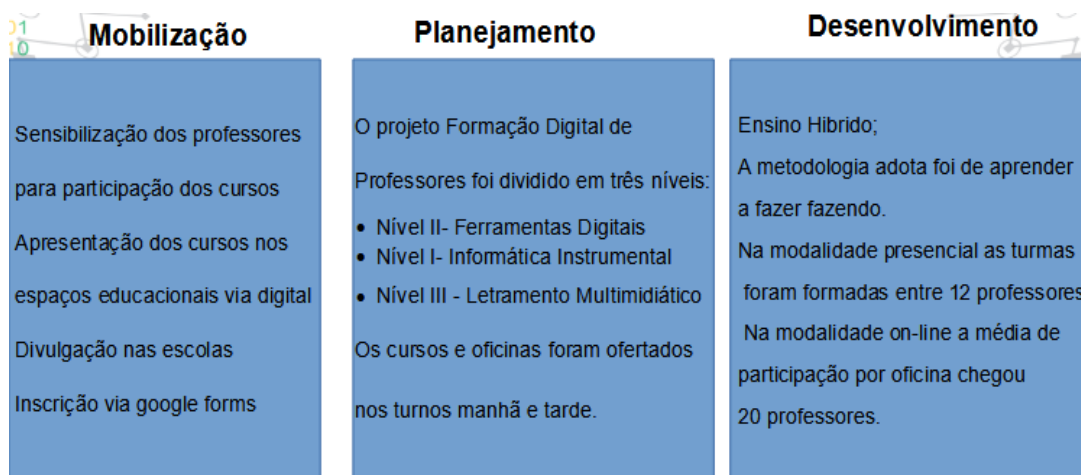 Mobilização
Sensibilização dos professores
para participação dos cursos
Apresentação dos cursos nos
espaços educacionais via digital
Divulgação nas escolas
Inscrição via google forms
Planejamento
O projeto Formação Digital de
Professores foi dividido em três níveis:
• Nível II- Ferramentas Digitais
• Nível I- Informática Instrumental
• Nível III - Letramento Multimidiático
Os cursos e oficinas foram ofertados
nos turnos manhã e tarde.
Desenvolvimento
Ensino Hibrido;
A metodologia adota foi de aprender
a fazer fazendo.
Na modalidade presencial as turmas
foram formadas entre 12 professores
Na modalidade on-line a média de
participação por oficina chegou
20 professores.